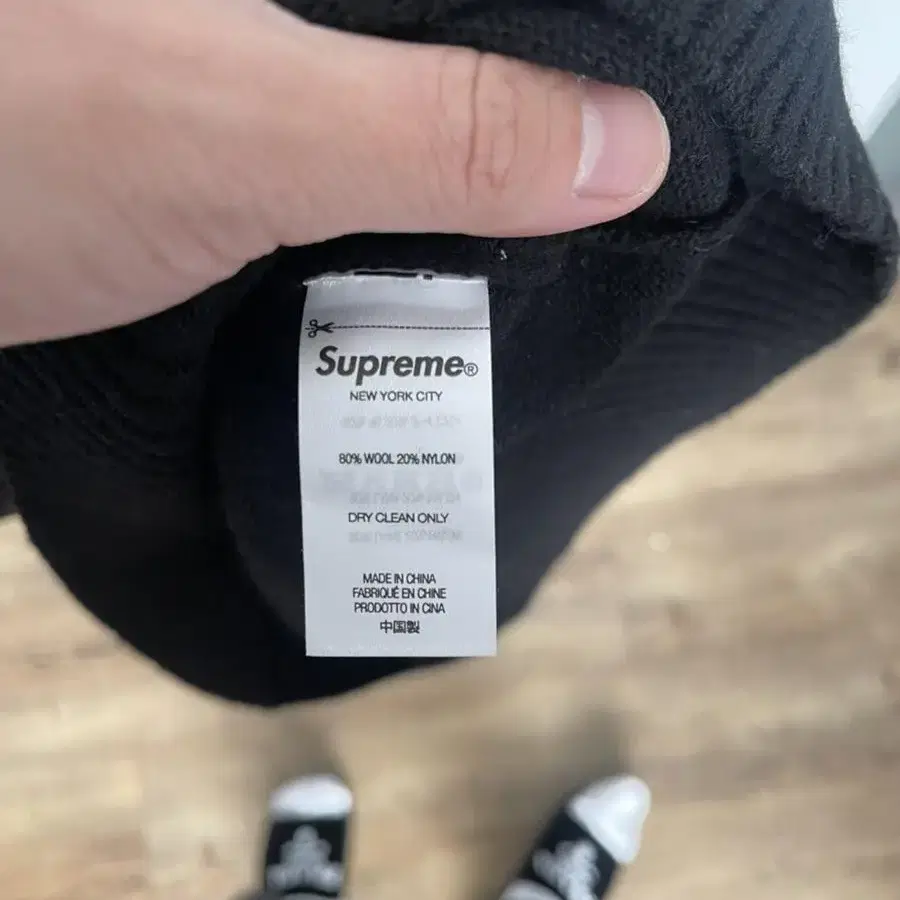 Supreme®
NEW YORK CITY
80% WOOL 20% NYLON
DRY CLEAN ONLY
MADE IN CHINA
FABRIQUÉ EN CHINE
PRODOTTO IN CINA
中国製